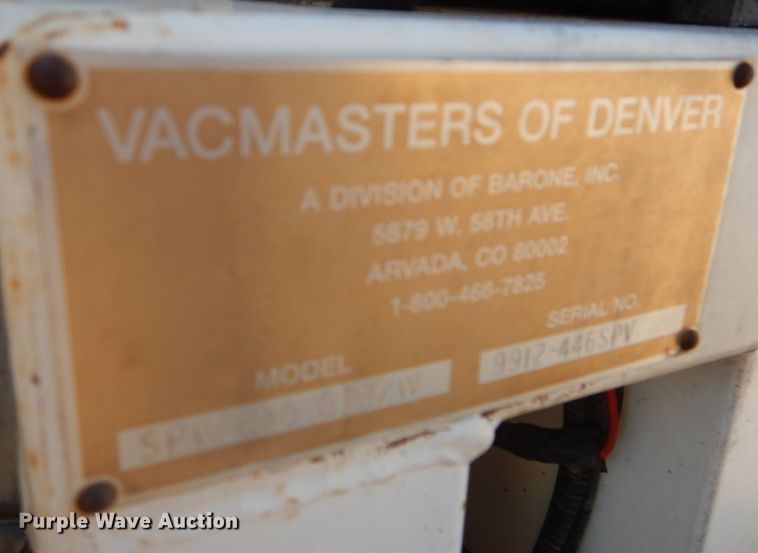 VACMASTERS OF DENVER
A DIVISION OF BARONE, INC.
5879 W. 58TH AVE.
ARVADA, CO 80002
1-800-466-7825
SERIAL NO.
9912-446SPV
MODEL
SPV
Purple Wave Auction